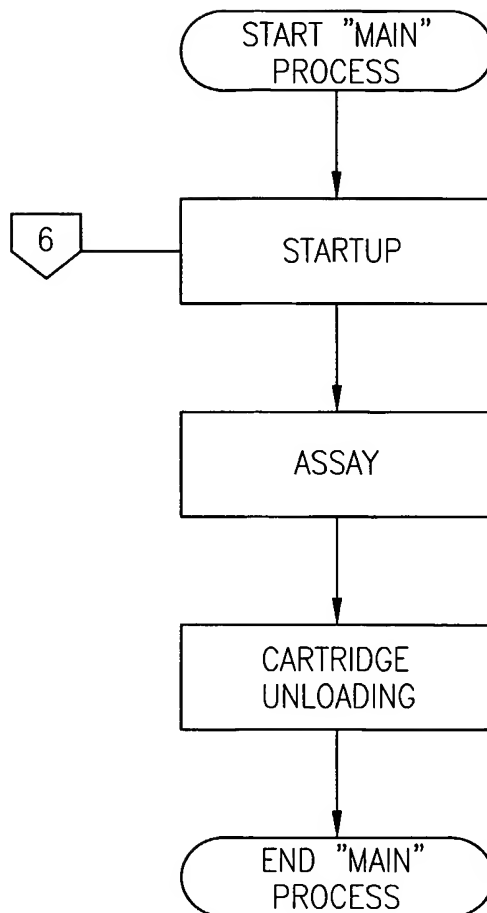 START "MAIN"
PROCESS
6
STARTUP
ASSAY
CARTRIDGE
UNLOADING
END "MAIN"
PROCESS